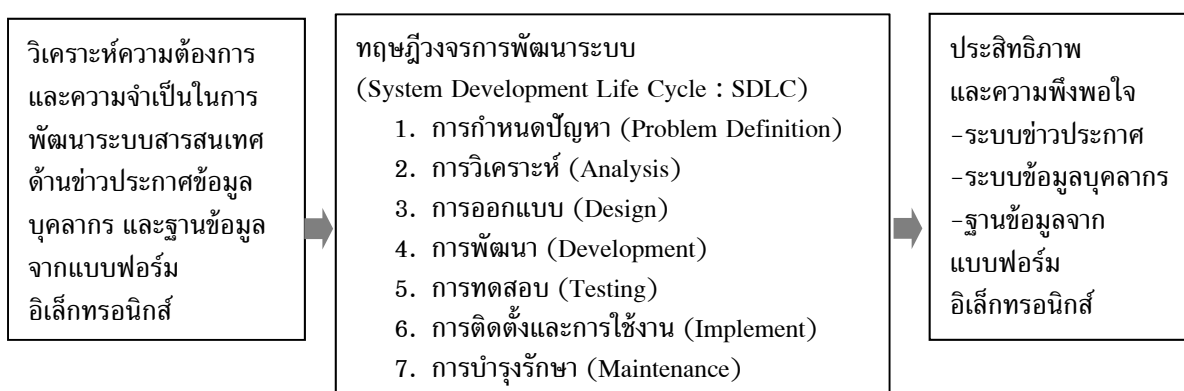 วิเคราะห์ความต้องการ
และความจำเป็นในการ
พัฒนาระบบสารสนเทศ
ด้านข่าวประกาศข้อมูล
บุคลากร และฐานข้อมูล
จากแบบฟอร์ม
อิเล็กทรอนิกส์
ทฤษฎีวงจรการพัฒนาระบบ
(System Development Life Cycle : SDLC)
1. การกำหนดปัญหา (Problem Definition)
2. การวิเคราะห์ (Analysis)
3. การออกแบบ (Design)
4. การพัฒนา (Development)
5. การทดสอบ (Testing)
6. การติดตั้งและการใช้งาน (Implement)
7. การบำรุงรักษา (Maintenance)
ประสิทธิภาพ
และความพึงพอใจ
-ระบบข่าวประกาศ
-ระบบข้อมูลบุคลากร
-ฐานข้อมูลจาก
แบบฟอร์ม
อิเล็กทรอนิกส์